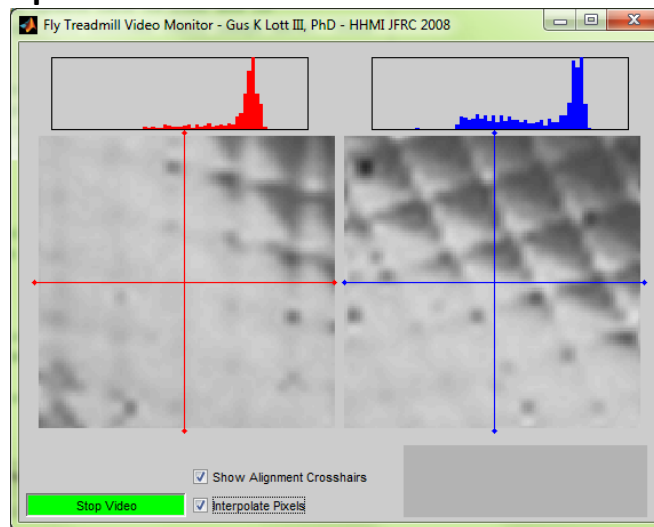 Fly Treadmill Video Monitor - Gus K Lott III, PhD - HHMI JFRC 2008
Show Alignment Crosshairs
Stop Video
Interpolate Pixels